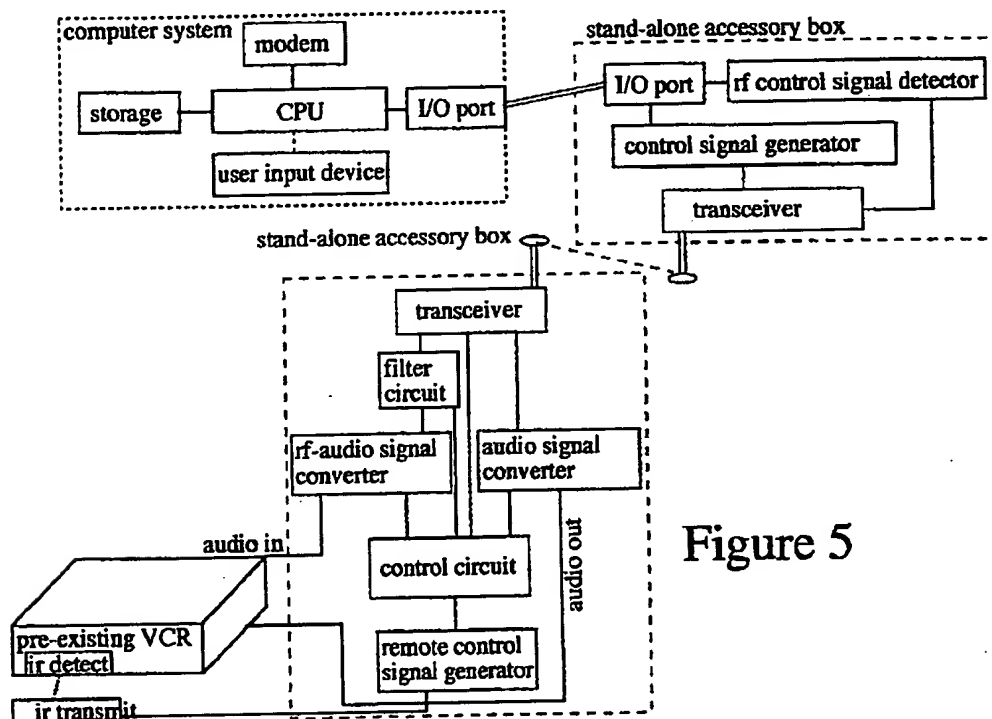 computer system
modem
storage
CPU
I/O port
user input device
stand-alone accessory box
I/O port
rf control signal detector
control signal generator
transceiver
stand-alone accessory box
transceiver
filter
circuit
rf-audio signal
converter
audio signal
converter
audio in
control circuit
audio out
Figure 5
pre-existing VCR
ir detect
remote control
signal generator
ir transmit